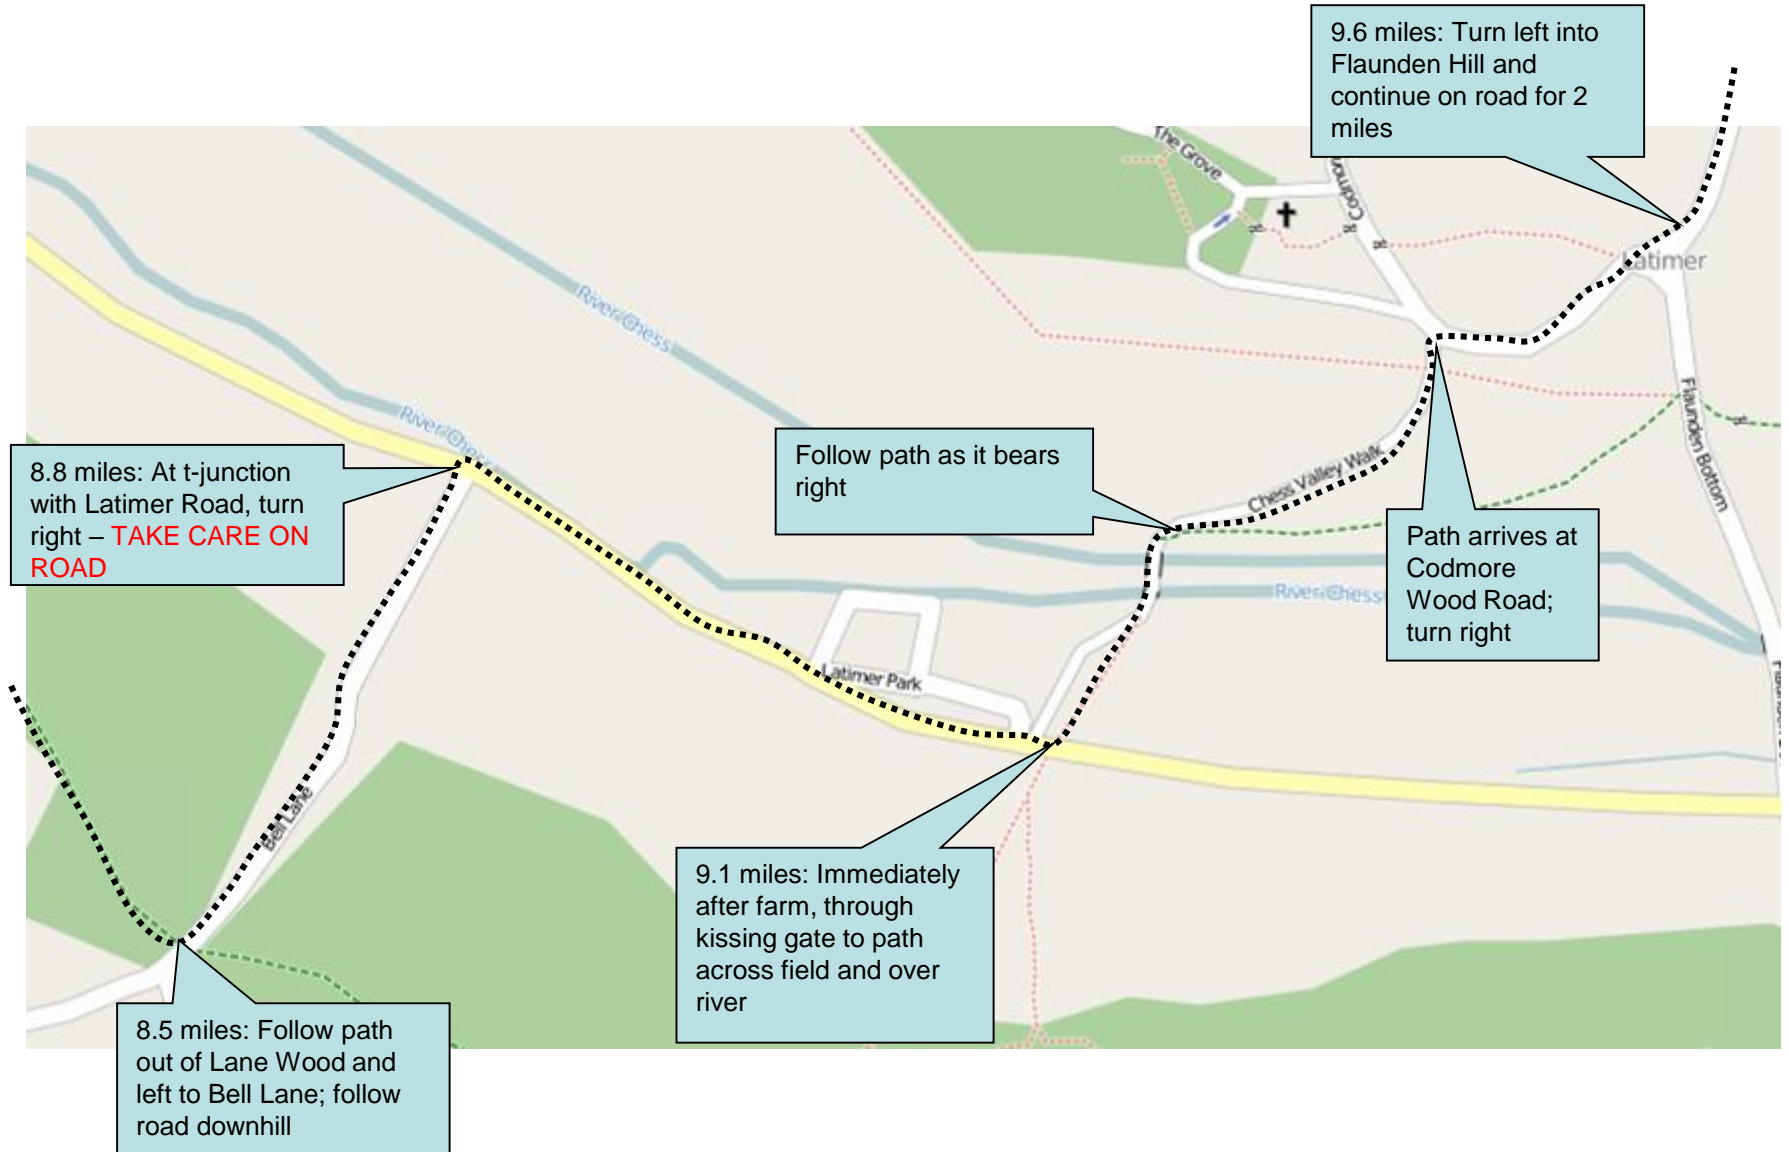 9.6 miles: Turn left into
Flaunden Hill and
continue on road for 2
miles
The Grove
Latimer
River Chess
River Chess
8.8 miles: At t-junction
with Latimer Road, turn
right – TAKE CARE ON
ROAD
Follow path as it bears
right
Chess Valley Walk
Flaunden Bottom
Path arrives at
Codmore
Wood Road;
turn right
River Chess
Latimer Park
Bell Lane
9.1 miles: Immediately
after farm, through
kissing gate to path
across field and over
river
8.5 miles: Follow path
out of Lane Wood and
left to Bell Lane; follow
road downhill